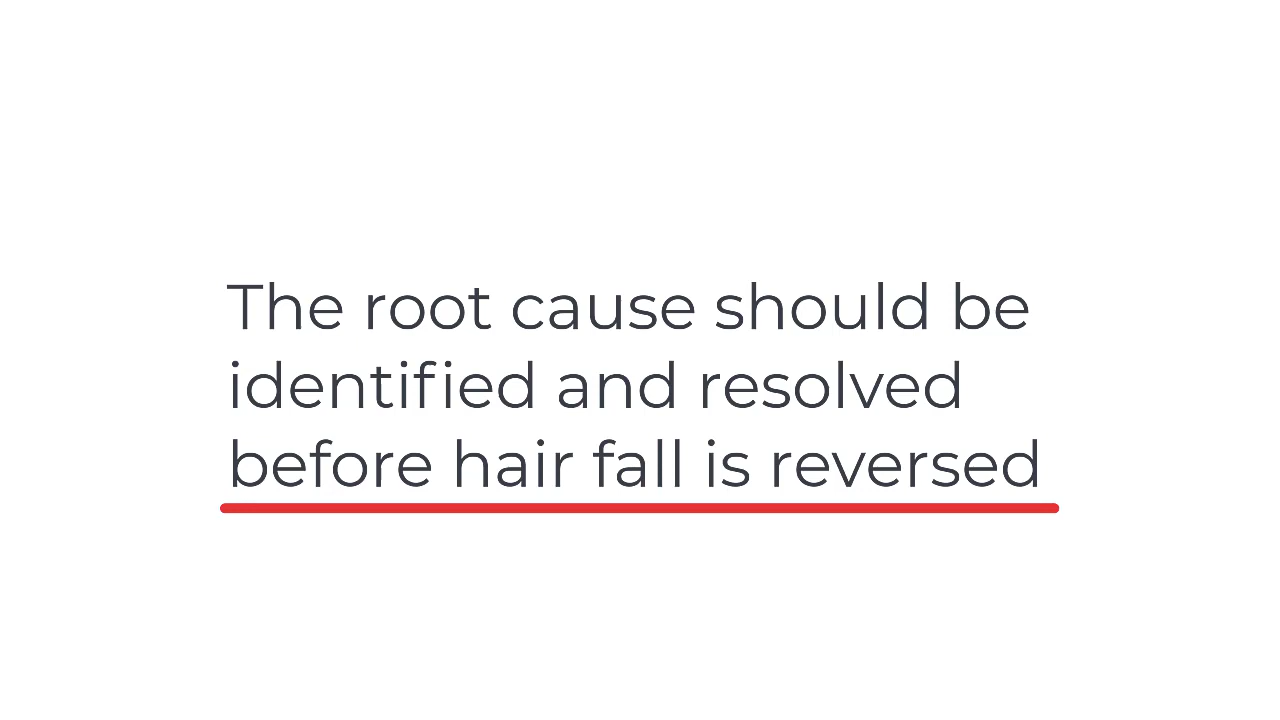 The root cause should be
identified and resolved
before hair fall is reversed